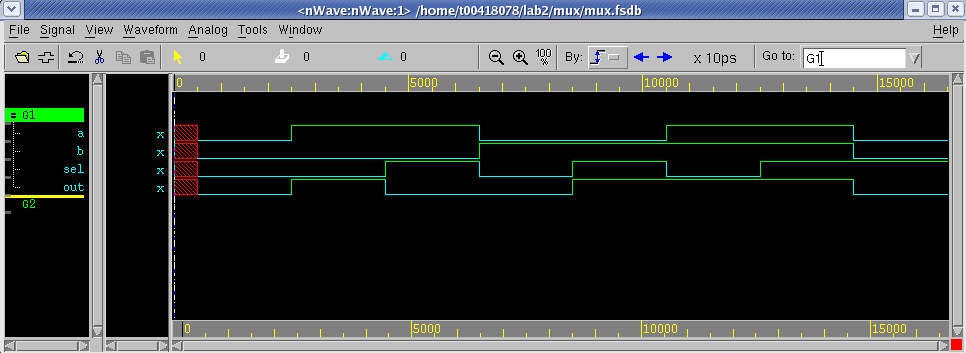 <nWave:nWave:1> /home/t00418078/lab2/mux/mux.fsdb
File Signal View Waveform Analog Tools Window Help
0 0 0 100 % By: x 10ps Go to: G1
0 5000 10000 15000
G1
a x
b x
sel x
out x
G2
0 5000 10000 15000